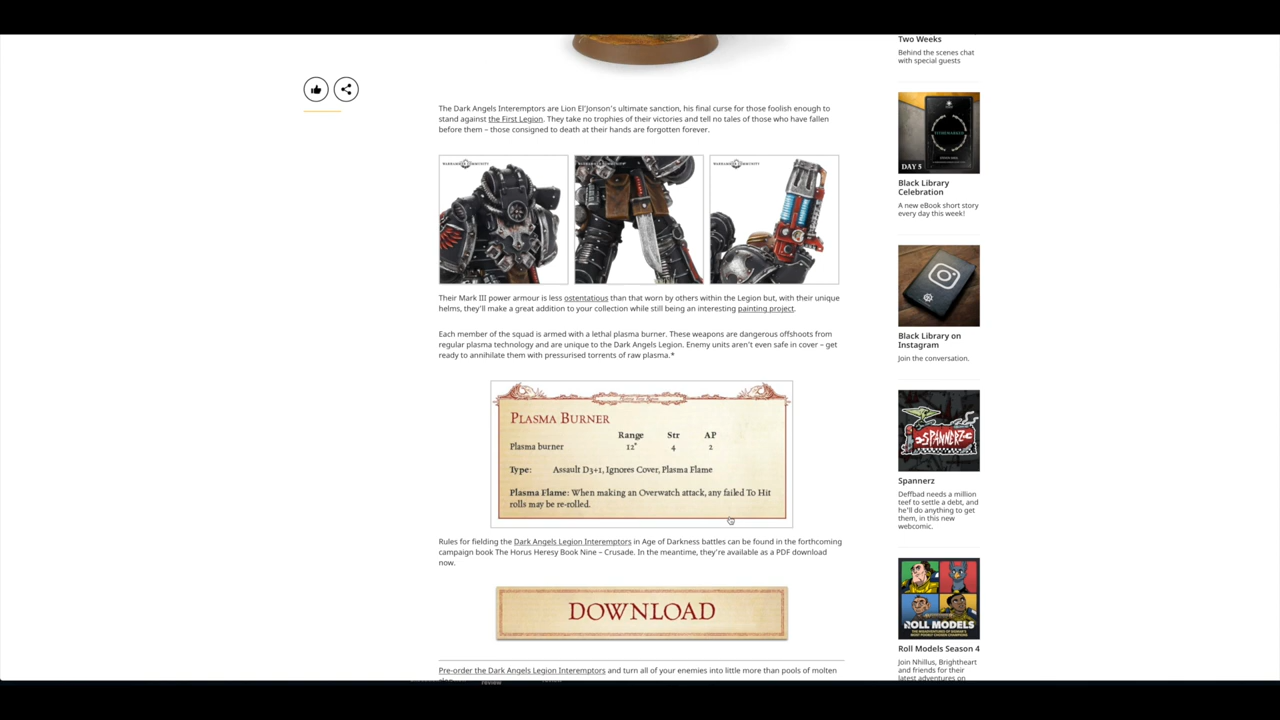 The Dark Angels Interemptors are Lion El'Jonson's ultimate sanction, his final curse for those foolish enough to
stand against the First Legion. They take no trophies of their victories and tell no tales of those who have fallen
before them – those consigned to death at their hands are forgotten forever.
WARHAMMER COMMUNITY
WARHAMMER COMMUNITY
WARHAMMER COMMUNITY
Their Mark III power armour is less ostentatious than that worn by others within the Legion but, with their unique
helms, they'll make a great addition to your collection while still being an interesting painting project.
Each member of the squad is armed with a lethal plasma burner. These weapons are dangerous offshoots from
regular plasma technology and are unique to the Dark Angels Legion. Enemy units aren't even safe in cover – get
ready to annihilate them with pressurised torrents of raw plasma.*
Plasma Burner
Range Str AP
Plasma burner 12" 4 2
Type: Assault D3+1, Ignores Cover, Plasma Flame
Plasma Flame: When making an Overwatch attack, any failed To Hit
rolls may be re-rolled.
Rules for fielding the Dark Angels Legion Interemptors in Age of Darkness battles can be found in the forthcoming
campaign book The Horus Heresy Book Nine – Crusade. In the meantime, they're available as a PDF download
now.
DOWNLOAD
Pre-order the Dark Angels Legion Interemptors and turn all of your enemies into little more than pools of molten
Two Weeks
Behind the scenes chat
with special guests
DAY 5
Black Library
Celebration
A new eBook short story
every day this week!
Black Library on
Instagram
Join the conversation.
SPANNERZ
Spannerz
Deffbad needs a million
teef to settle a debt, and
he'll do anything to get
them, in this new
webcomic.
ROLL MODELS
Roll Models Season 4
Join Nhillus, Brightheart
and friends for their
latest adventures on
review